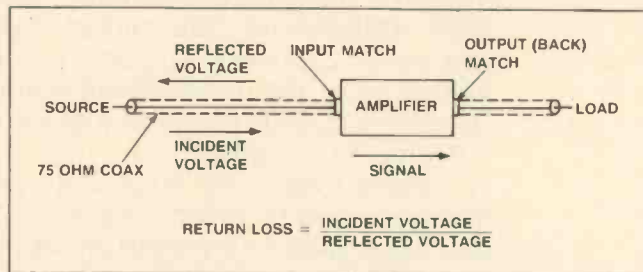 REFLECTED
VOLTAGE
INPUT MATCH
OUTPUT (BACK)
MATCH
SOURCE
AMPLIFIER
LOAD
75 OHM COAX
INCIDENT
VOLTAGE
SIGNAL
RETURN LOSS = INCIDENT VOLTAGE
REFLECTED VOLTAGE